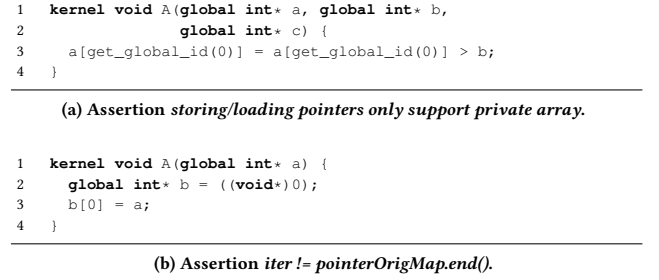 1 kernel void A(global int* a, global int* b,
2 global int* c) {
3 a[get_global_id(0)] = a[get_global_id(0)] > b;
4 }
(a) Assertion storing/loading pointers only support private array.
1 kernel void A(global int* a) {
2 global int* b = ((void*)0);
3 b[0] = a;
4 }
(b) Assertion iter != pointerOrigMap.end().